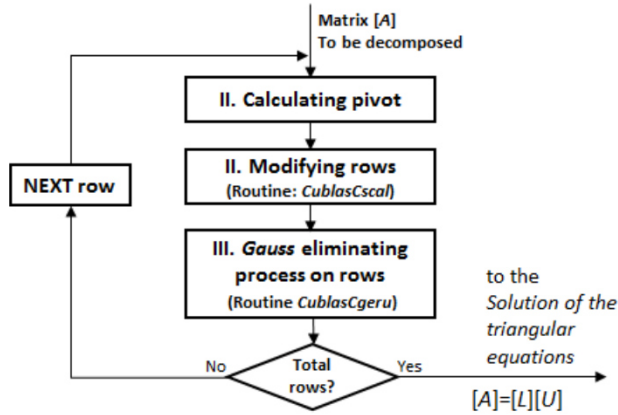 Matrix [A]
To be decomposed
II. Calculating pivot
II. Modifying rows
(Routine: CublasCscal)
NEXT row
III. Gauss eliminating
process on rows
(Routine CublasCgeru)
to the
Solution of the
triangular
equations
No
Total
rows?
Yes
[A]=[L][U]